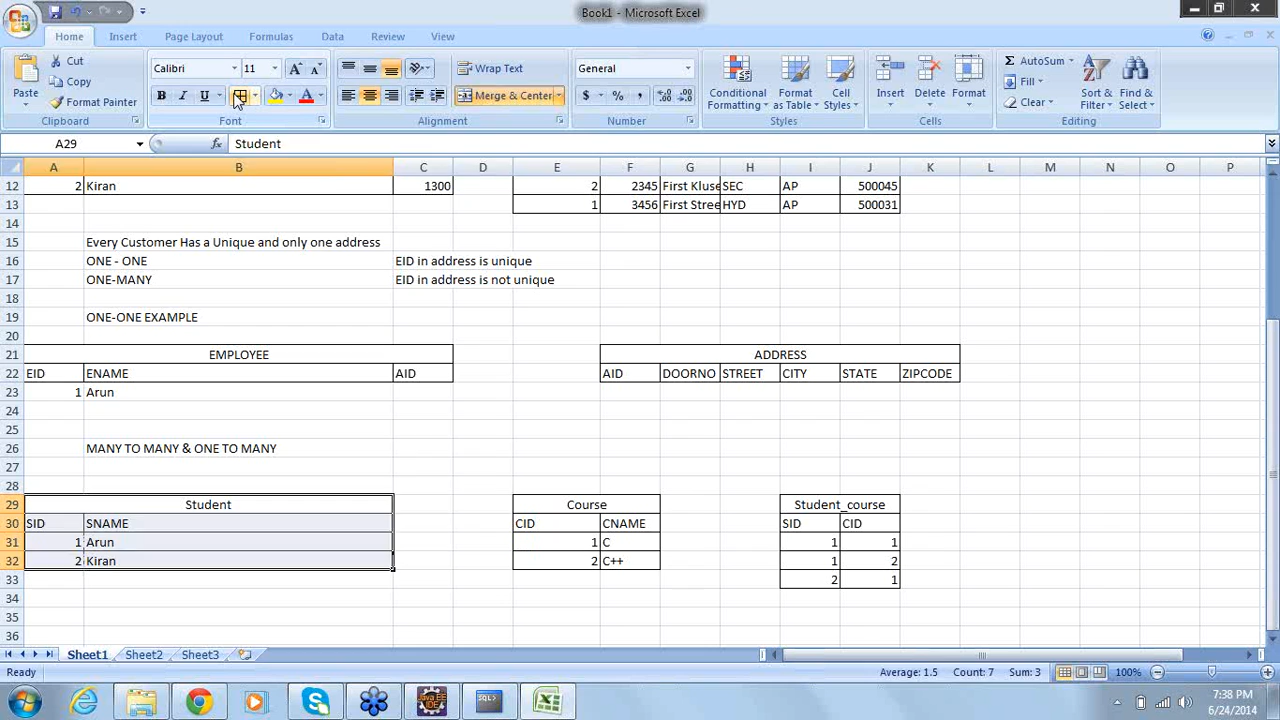 Book1 - Microsoft Excel
Home Insert Page Layout Formulas Data Review View
Paste
Cut
Copy
Format Painter
Clipboard
Calibri 11
B I U
Font
Wrap Text
Merge & Center
Alignment
General
$ % ,
Number
Conditional Formatting
Format as Table
Cell Styles
Styles
Insert
Delete
Format
Cells
AutoSum
Fill
Clear
Sort & Filter
Find & Select
Editing
A29 fx Student
A B C D E F G H I J K L M N O P
12 2 Kiran 1300 2 2345 First Kluse SEC AP 500045
13 1 3456 First Stree HYD AP 500031
14
15 Every Customer Has a Unique and only one address
16 ONE - ONE EID in address is unique
17 ONE-MANY EID in address is not unique
18
19 ONE-ONE EXAMPLE
20
21 EMPLOYEE ADDRESS
22 EID ENAME AID AID DOORNO STREET CITY STATE ZIPCODE
23 1 Arun
24
25
26 MANY TO MANY & ONE TO MANY
27
28
29 Student Course Student_course
30 SID SNAME CID CNAME SID CID
31 1 Arun 1 C 1 1
32 2 Kiran 2 C++ 1 2
33 2 1
34
35
36
Sheet1 Sheet2 Sheet3
Ready Average: 1.5 Count: 7 Sum: 3 100%
7:38 PM
6/24/2014